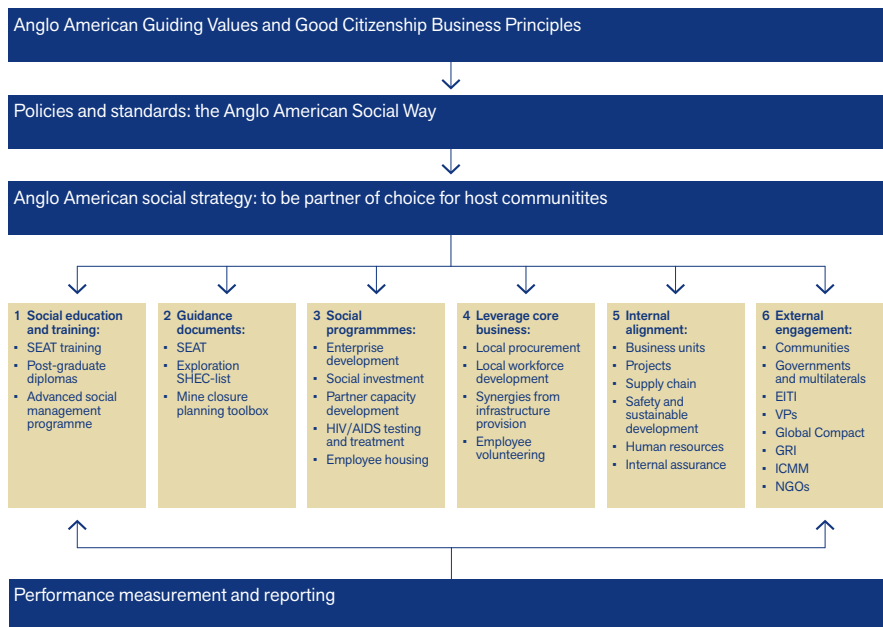 Anglo American Guiding Values and Good Citizenship Business Principles
Policies and standards: the Anglo American Social Way
Anglo American social strategy: to be partner of choice for host communitites
1 Social education
and training:
▪ SEAT training
▪ Post-graduate
diplomas
▪ Advanced social
management
programme
2 Guidance
documents:
▪ SEAT
▪ Exploration
SHEC-list
▪ Mine closure
planning toolbox
3 Social
programmmes:
▪ Enterprise
development
▪ Social investment
▪ Partner capacity
development
▪ HIV/AIDS testing
and treatment
▪ Employee housing
4 Leverage core
business:
▪ Local procurement
▪ Local workforce
development
▪ Synergies from
infrastructure
provision
▪ Employee
volunteering
5 Internal
alignment:
▪ Business units
▪ Projects
▪ Supply chain
▪ Safety and
sustainable
development
▪ Human resources
▪ Internal assurance
6 External
engagement:
▪ Communities
▪ Governments
and multilaterals
▪ EITI
▪ VPs
▪ Global Compact
▪ GRI
▪ ICMM
▪ NGOs
Performance measurement and reporting